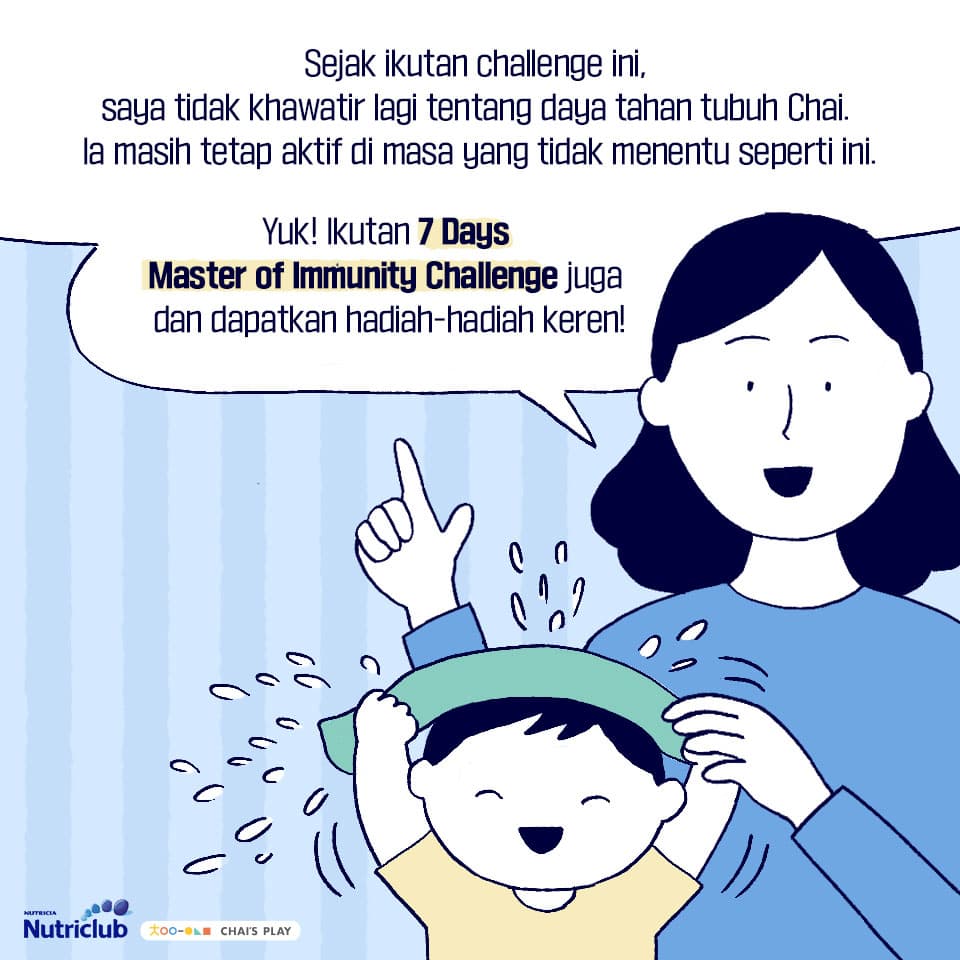 Sejak ikutan challenge ini,
saya tidak khawatir lagi tentang daya tahan tubuh Chai.
Ia masih tetap aktif di masa yang tidak menentu seperti ini.
Yuk! Ikutan 7 Days
Master of Immunity Challenge juga
dan dapatkan hadiah-hadiah keren!
NUTRICIA
Nutriclub
CHAI'S PLAY